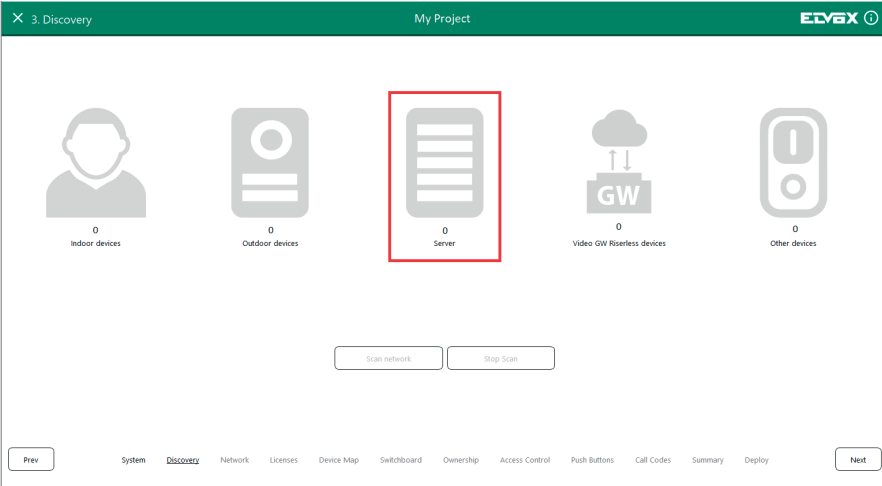 3. Discovery
My Project
ELVOX
GW
0
Indoor devices
0
Outdoor devices
0
Server
0
Video GW Riserless devices
0
Other devices
Scan network
Stop Scan
Prev
System
Discovery
Network
Licenses
Device Map
Switchboard
Ownership
Access Control
Push Buttons
Call Codes
Summary
Deploy
Next